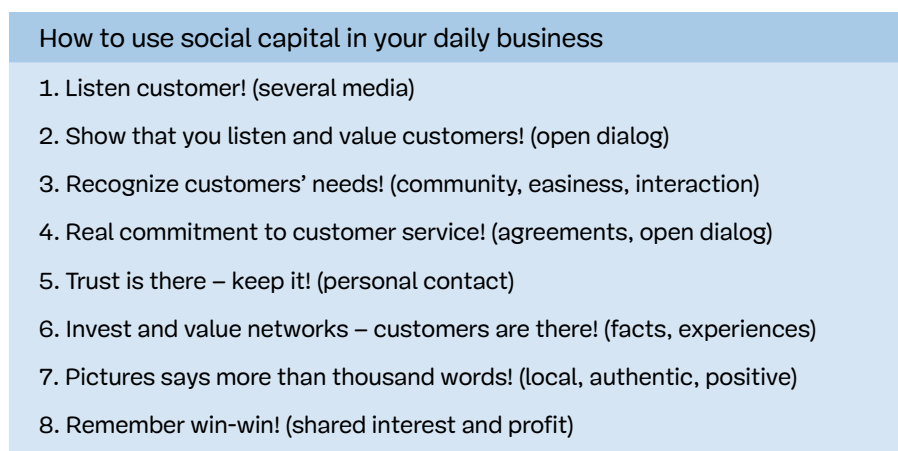 How to use social capital in your daily business
1. Listen customer! (several media)
2. Show that you listen and value customers! (open dialog)
3. Recognize customers’ needs! (community, easiness, interaction)
4. Real commitment to customer service! (agreements, open dialog)
5. Trust is there – keep it! (personal contact)
6. Invest and value networks – customers are there! (facts, experiences)
7. Pictures says more than thousand words! (local, authentic, positive)
8. Remember win-win! (shared interest and profit)